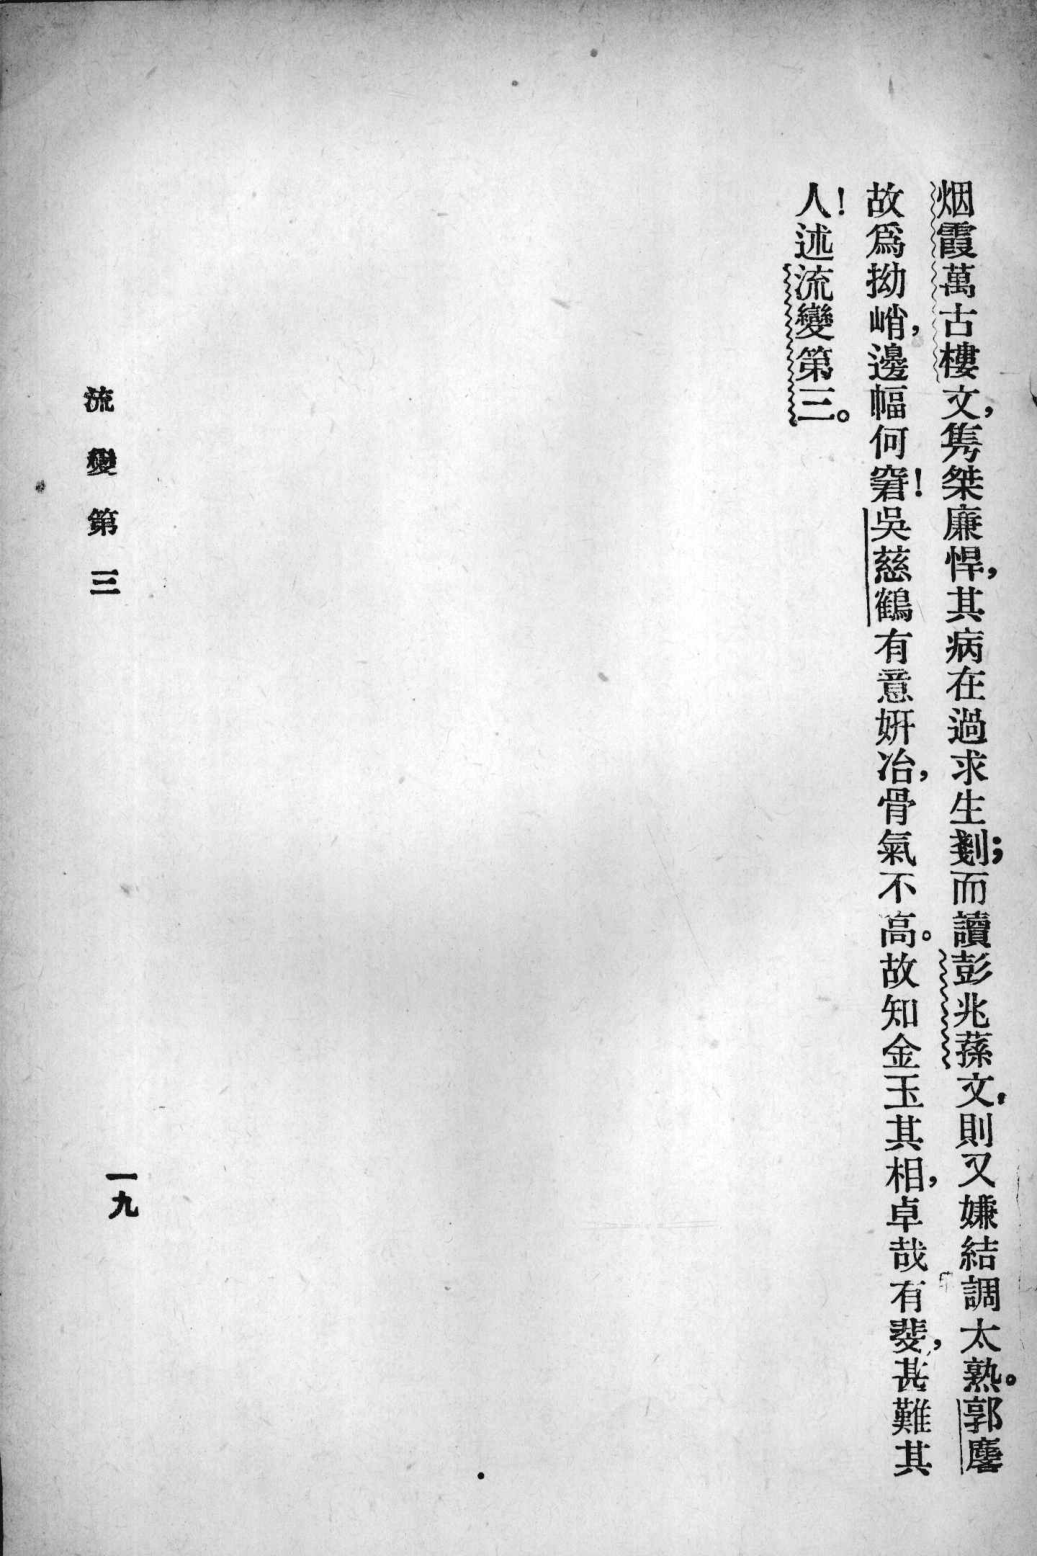 烟霞萬古樓文，雋桀廉悍，其病在過求生剗；而讀彭兆蓀文，則又嫌結調太熟。郭麐
故爲拗峭，邊幅何窘！吳慈鶴有意妍冶，骨氣不高。故知金玉其相，卓哉有斐，甚難其
人！述流變第三。
流變第三
一九